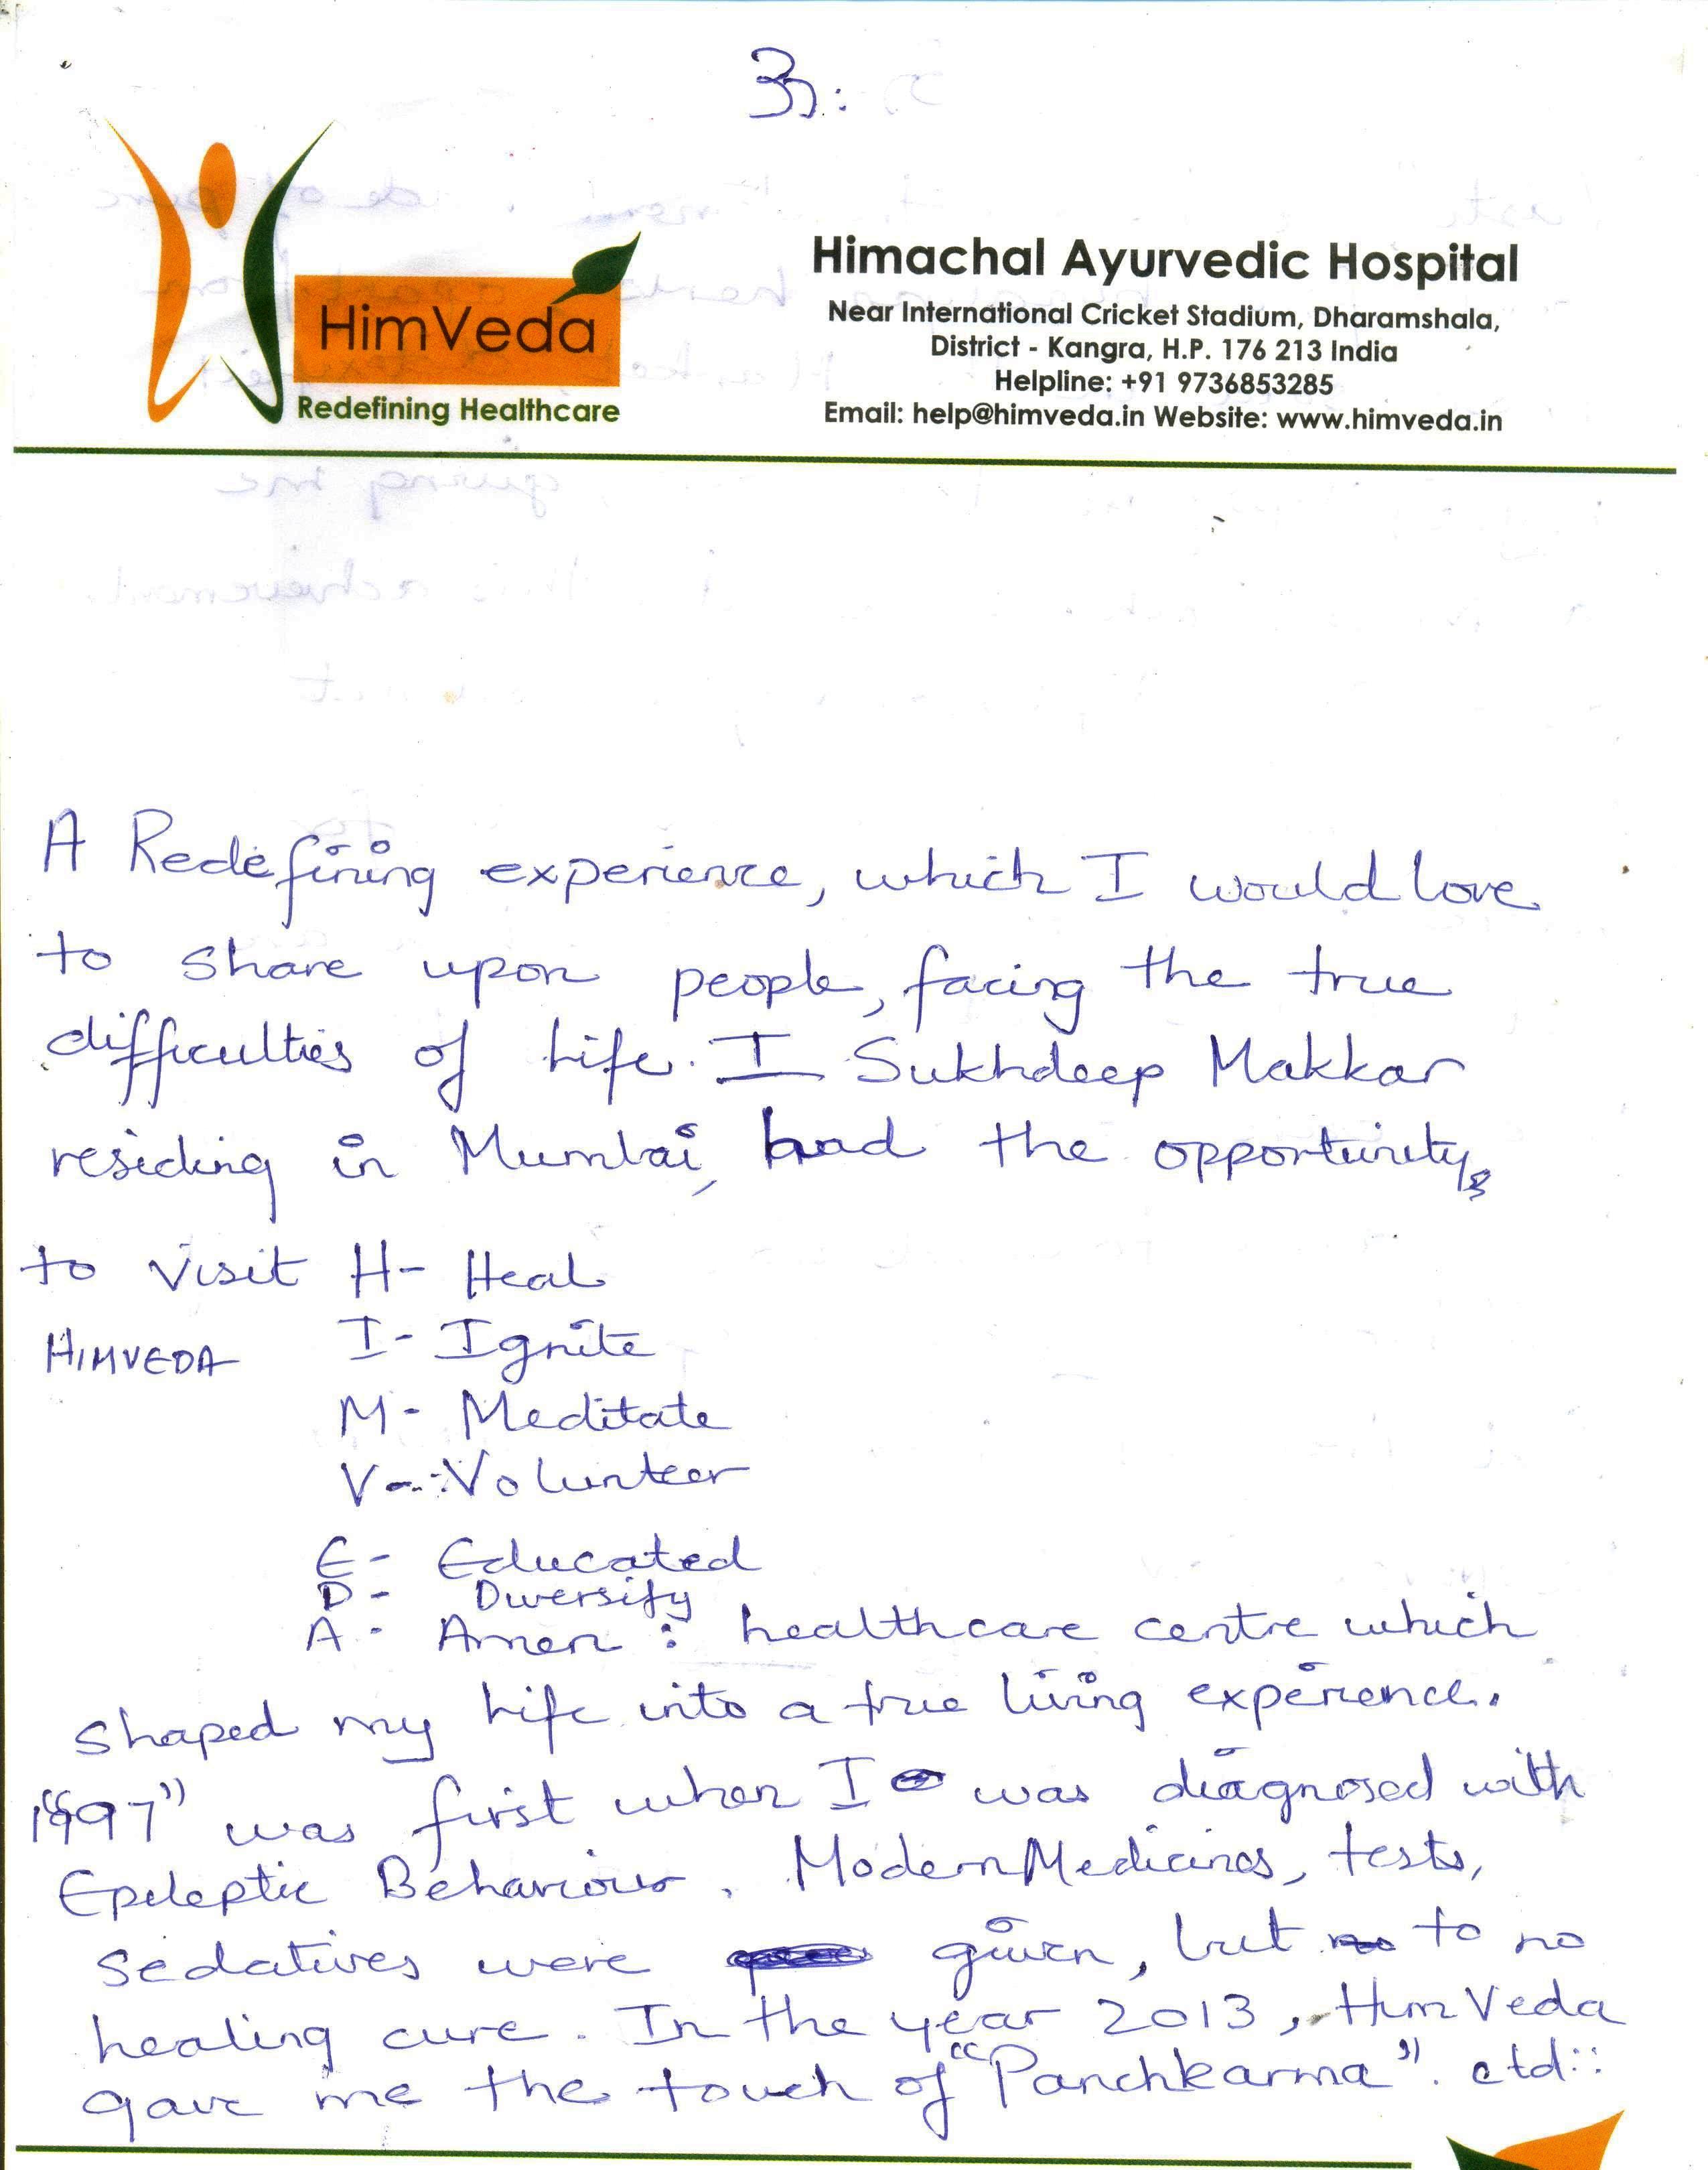 ॐ:
HimVeda
Redefining Healthcare
Himachal Ayurvedic Hospital
Near International Cricket Stadium, Dharamshala,
District - Kangra, H.P. 176 213 India
Helpline: +91 9736853285
Email: help@himveda.in Website: www.himveda.in
A Redefining experience, which I would love
to share upon people, facing the true
difficulties of life. I Sukhdeep Makkar
residing in Mumbai, had the opportunity
to visit H- Heal
HIMVEDA I- Ignite
M- Meditate
V- Volunteer
E- Educated
D- Diversify
A- Amen : healthcare centre which
shaped my life into a true living experience.
"1997" was first when I was diagnosed with
Epileptic Behaviour. Modern Medicines, tests,
sedatives were given, but to no
healing cure. In the year 2013, HimVeda
gave me the touch of "Panchkarma". ctd::